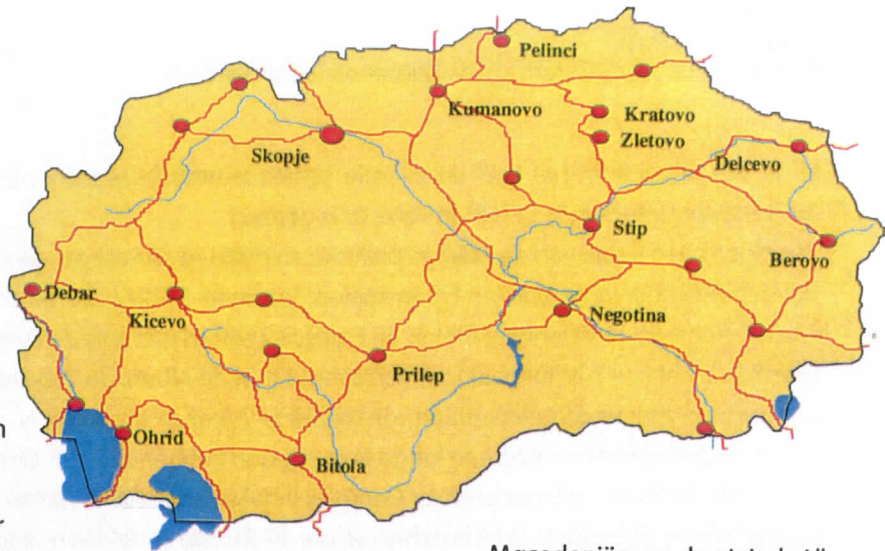 Pelinci
Kumanovo
Kratovo
Zletovo
Skopje
Delcevo
Stip
Berovo
Debar
Kicevo
Negotina
Prilep
Ohrid
Bitola